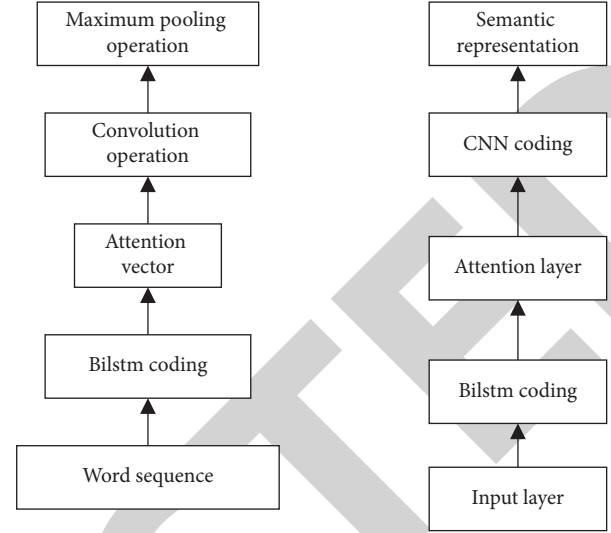 Maximum pooling
operation
Convolution
operation
Attention
vector
Bilstm coding
Word sequence
Semantic
representation
CNN coding
Attention layer
Bilstm coding
Input layer